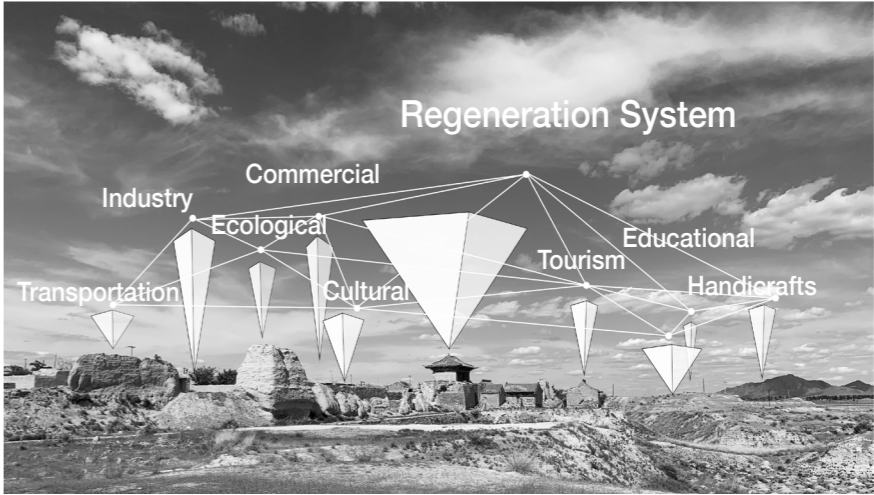 Regeneration System
Commercial
Industry
Ecological
Educational
Tourism
Transportation
Cultural
Handicrafts